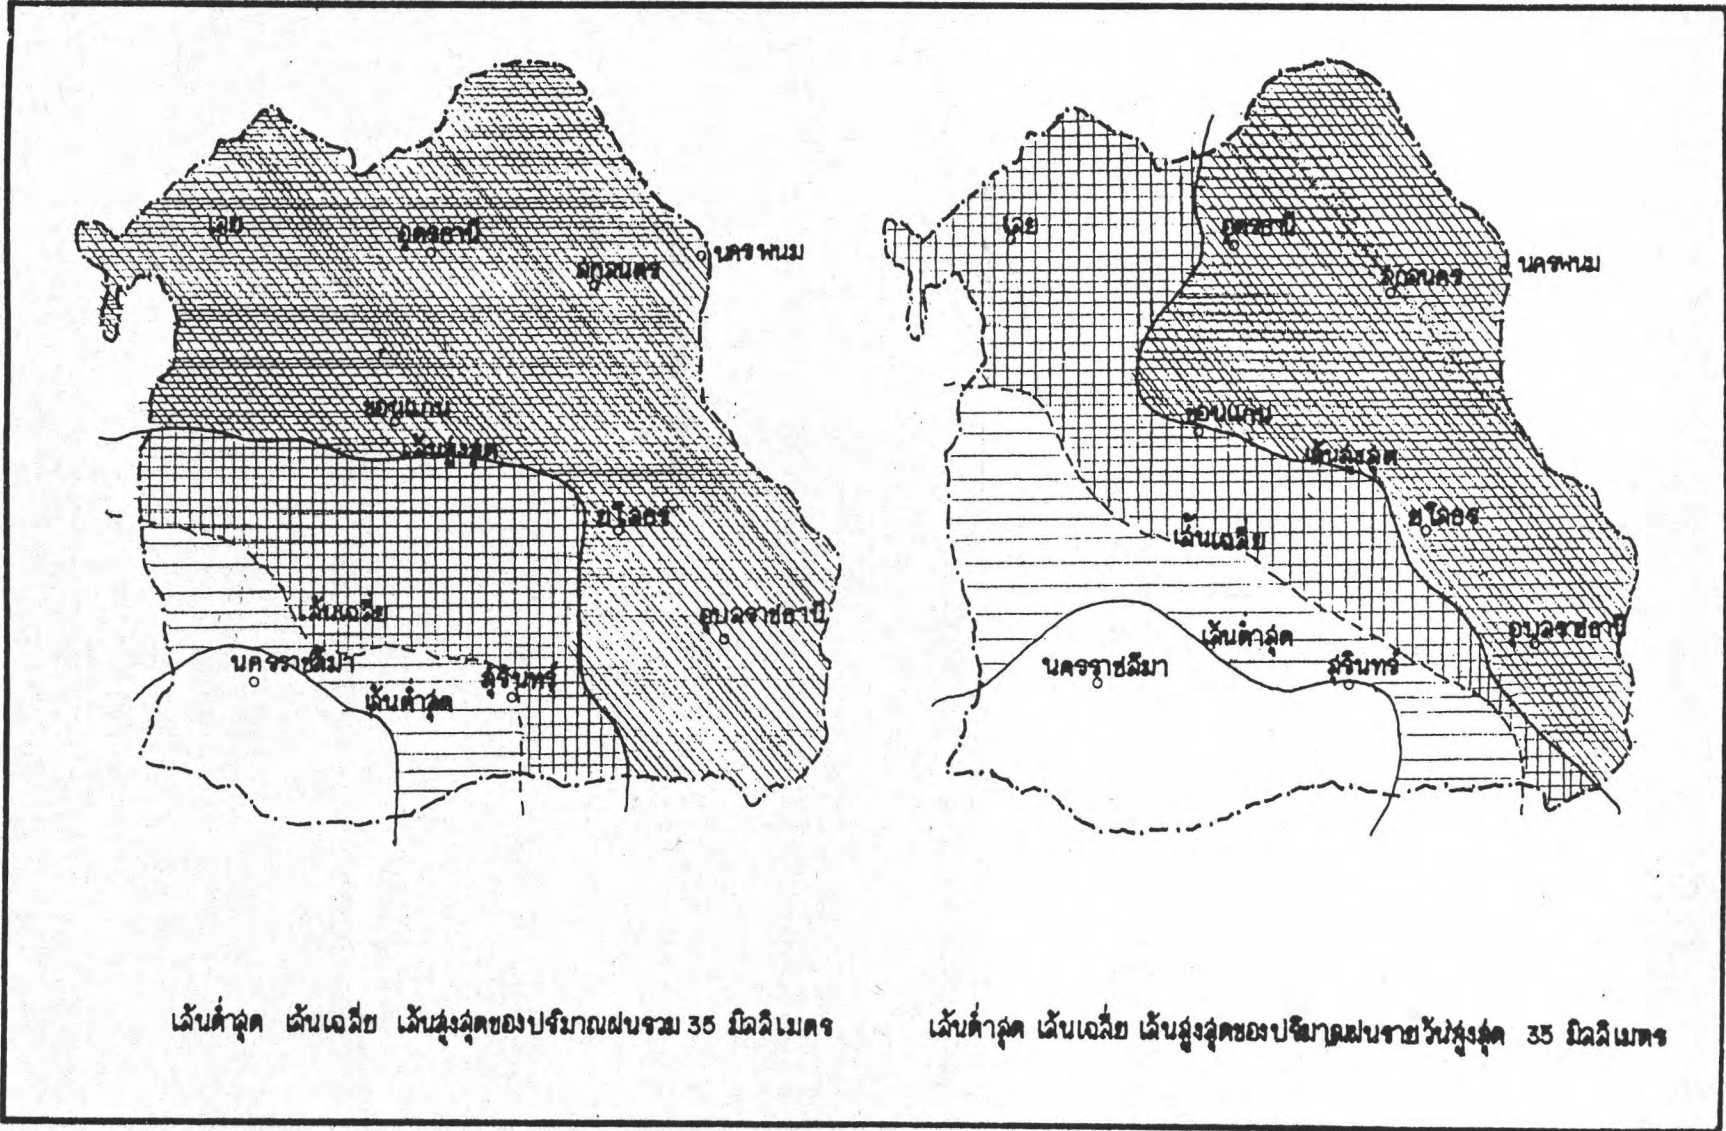 เลย
อุดรธานี
นครพนม
สกลนคร
ขอนแก่น
เส้นสูงสุด
ยโสธร
เส้นเฉลี่ย
อุบลราชธานี
นครราชสีมา
สุรินทร์
เส้นต่ำสุด
เส้นต่ำสุด เส้นเฉลี่ย เส้นสูงสุดของปริมาณฝนรวม 35 มิลลิเมตร
เลย
อุดรธานี
นครพนม
สกลนคร
ขอนแก่น
เส้นสูงสุด
ยโสธร
เส้นเฉลี่ย
อุบลราชธานี
เส้นต่ำสุด
นครราชสีมา
สุรินทร์
เส้นต่ำสุด เส้นเฉลี่ย เส้นสูงสุดของปริมาณฝนรายวันสูงสุด 35 มิลลิเมตร